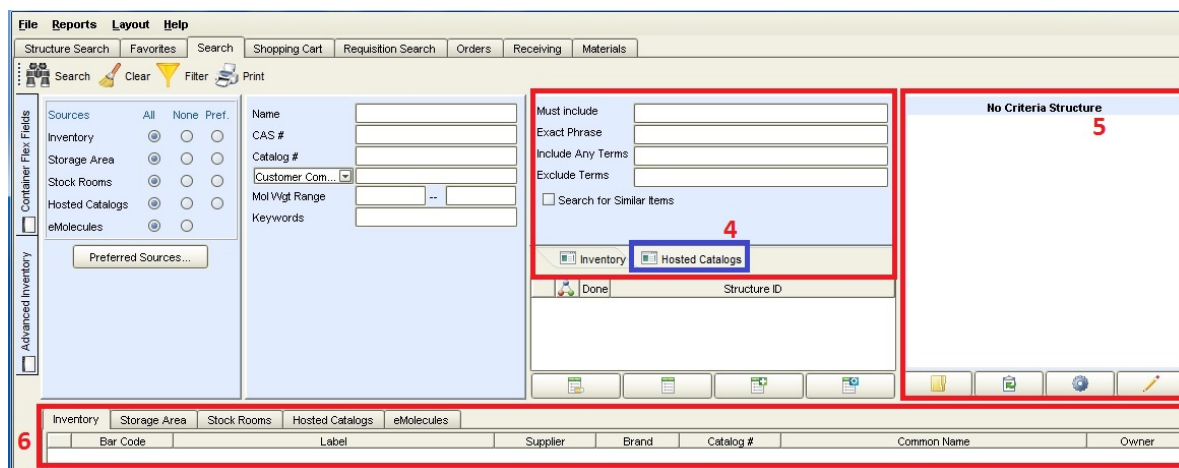 File Reports Layout Help
Structure Search Favorites Search Shopping Cart Requisition Search Orders Receiving Materials
Search Clear Filter Print
Container Flex Fields
Advanced Inventory
Sources All None Pref.
Inventory
Storage Area
Stock Rooms
Hosted Catalogs
eMolecules
Preferred Sources...
Name
CAS #
Catalog #
Customer Com...
Mol Wgt Range --
Keywords
Must include
Exact Phrase
Include Any Terms
Exclude Terms
Search for Similar Items
4
Inventory Hosted Catalogs
Done Structure ID
No Criteria Structure
5
6
Inventory Storage Area Stock Rooms Hosted Catalogs eMolecules
Bar Code Label Supplier Brand Catalog # Common Name Owner